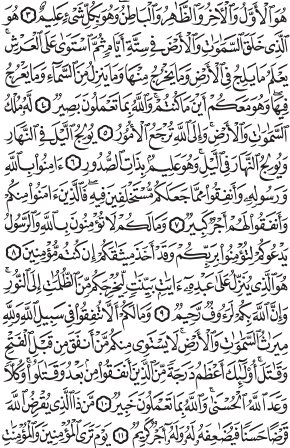 هُوَ ٱلۡأَوَّلُ وَٱلۡأٓخِرُ وَٱلظَّٰهِرُ وَٱلۡبَاطِنُۖ وَهُوَ بِكُلِّ شَيۡءٍ عَلِيمٌ ٣ هُوَ
ٱلَّذِي خَلَقَ ٱلسَّمَٰوَٰتِ وَٱلۡأَرۡضَ فِي سِتَّةِ أَيَّامٖ ثُمَّ ٱسۡتَوَىٰ عَلَى ٱلۡعَرۡشِۖ
يَعۡلَمُ مَا يَلِجُ فِي ٱلۡأَرۡضِ وَمَا يَخۡرُجُ مِنۡهَا وَمَا يَنزِلُ مِنَ ٱلسَّمَآءِ وَمَا يَعۡرُجُ
فِيهَاۖ وَهُوَ مَعَكُمۡ أَيۡنَ مَا كُنتُمۡۚ وَٱللَّهُ بِمَا تَعۡمَلُونَ بَصِيرٞ ٤ لَّهُۥ مُلۡكُ
ٱلسَّمَٰوَٰتِ وَٱلۡأَرۡضِۚ وَإِلَى ٱللَّهِ تُرۡجَعُ ٱلۡأُمُورُ ٥ يُولِجُ ٱلَّيۡلَ فِي ٱلنَّهَارِ
وَيُولِجُ ٱلنَّهَارَ فِي ٱلَّيۡلِۚ وَهُوَ عَلِيمُۢ بِذَاتِ ٱلصُّدُورِ ٦ ءَامِنُواْ بِٱللَّهِ
وَرَسُولِهِۦ وَأَنفِقُواْ مِمَّا جَعَلَكُم مُّسۡتَخۡلَفِينَ فِيهِۖ فَٱلَّذِينَ ءَامَنُواْ مِنكُمۡ
وَأَنفَقُواْ لَهُمۡ أَجۡرٞ كَبِيرٞ ٧ وَمَا لَكُمۡ لَا تُؤۡمِنُونَ بِٱللَّهِ وَٱلرَّسُولُ
يَدۡعُوكُمۡ لِتُؤۡمِنُواْ بِرَبِّكُمۡ وَقَدۡ أَخَذَ مِيثَٰقَكُمۡ إِن كُنتُم مُّؤۡمِنِينَ ٨
هُوَ ٱلَّذِي يُنَزِّلُ عَلَىٰ عَبۡدِهِۦٓ ءَايَٰتِۭ بَيِّنَٰتٖ لِّيُخۡرِجَكُم مِّنَ ٱلظُّلُمَٰتِ إِلَى ٱلنُّورِۚ
وَإِنَّ ٱللَّهَ بِكُمۡ لَرَءُوفٞ رَّحِيمٞ ٩ وَمَا لَكُمۡ أَلَّا تُنفِقُواْ فِي سَبِيلِ ٱللَّهِ وَلِلَّهِ
مِيرَٰثُ ٱلسَّمَٰوَٰتِ وَٱلۡأَرۡضِۚ لَا يَسۡتَوِي مِنكُم مَّنۡ أَنفَقَ مِن قَبۡلِ ٱلۡفَتۡحِ
وَقَٰتَلَۚ أُوْلَٰٓئِكَ أَعۡظَمُ دَرَجَةٗ مِّنَ ٱلَّذِينَ أَنفَقُواْ مِنۢ بَعۡدُ وَقَٰتَلُواْۚ وَكُلّٗا
وَعَدَ ٱللَّهُ ٱلۡحُسۡنَىٰۚ وَٱللَّهُ بِمَا تَعۡمَلُونَ خَبِيرٞ ١٠ مَّن ذَا ٱلَّذِي يُقۡرِضُ ٱللَّهَ
قَرۡضًا حَسَنٗا فَيُضَٰعِفَهُۥ لَهُۥ وَلَهُۥٓ أَجۡرٞ كَرِيمٞ ١١ يَوۡمَ تَرَى ٱلۡمُؤۡمِنِينَ وَٱلۡمُؤۡمِنَٰتِ